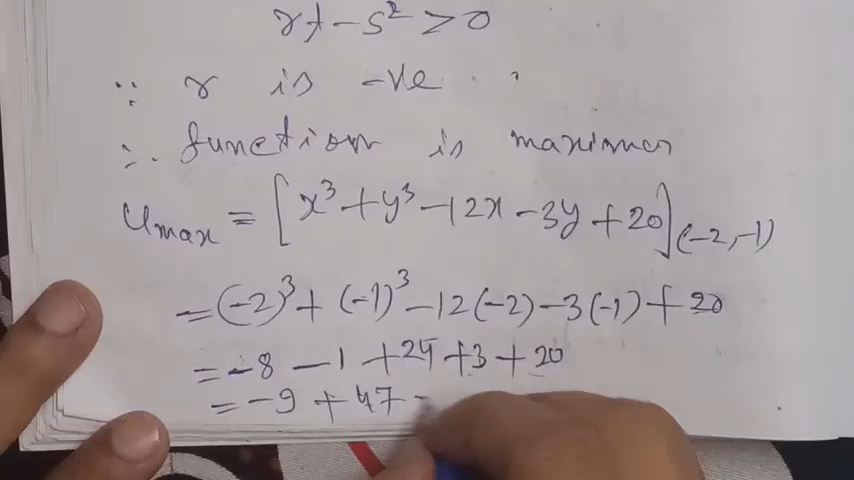 rt - s² > 0
∵ r is -ve
∴ function is maximum
u_max = [x³ + y³ - 12x - 3y + 20]_(-2,-1)
= (-2)³ + (-1)³ - 12(-2) - 3(-1) + 20
= -8 - 1 + 24 + 3 + 20
= -9 + 47